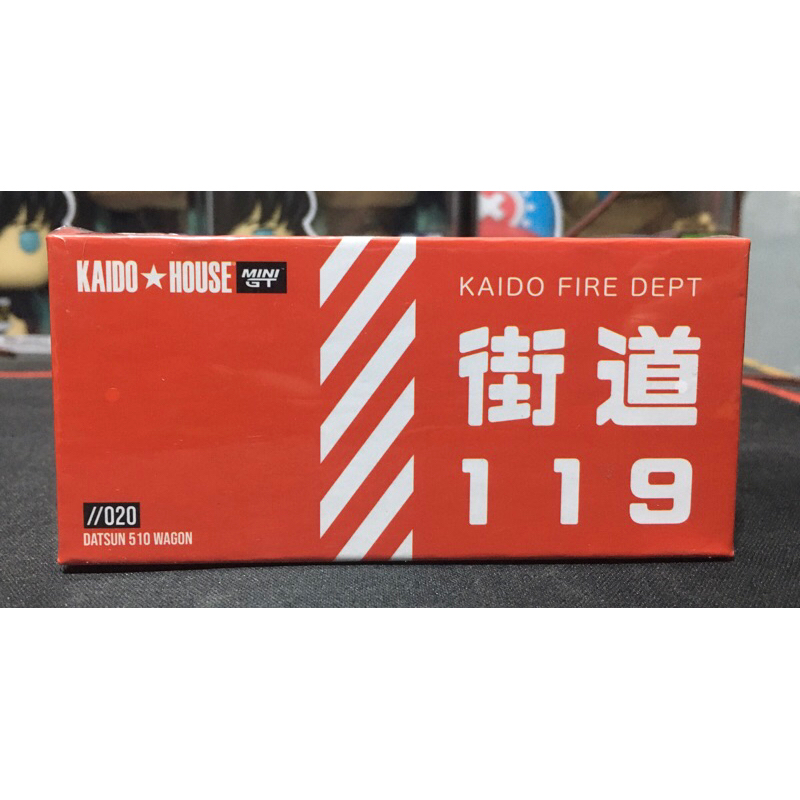 KAIDO★HOUSE
MINI GT
//020
DATSUN 510 WAGON
KAIDO FIRE DEPT
街道
119